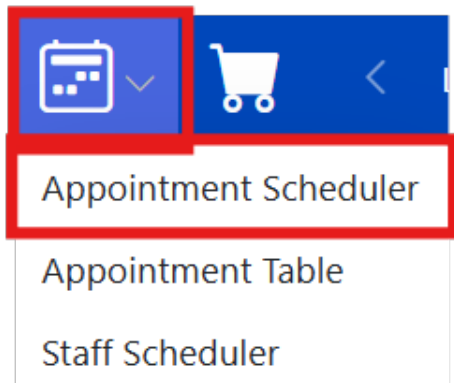 Appointment Scheduler
Appointment Table
Staff Scheduler